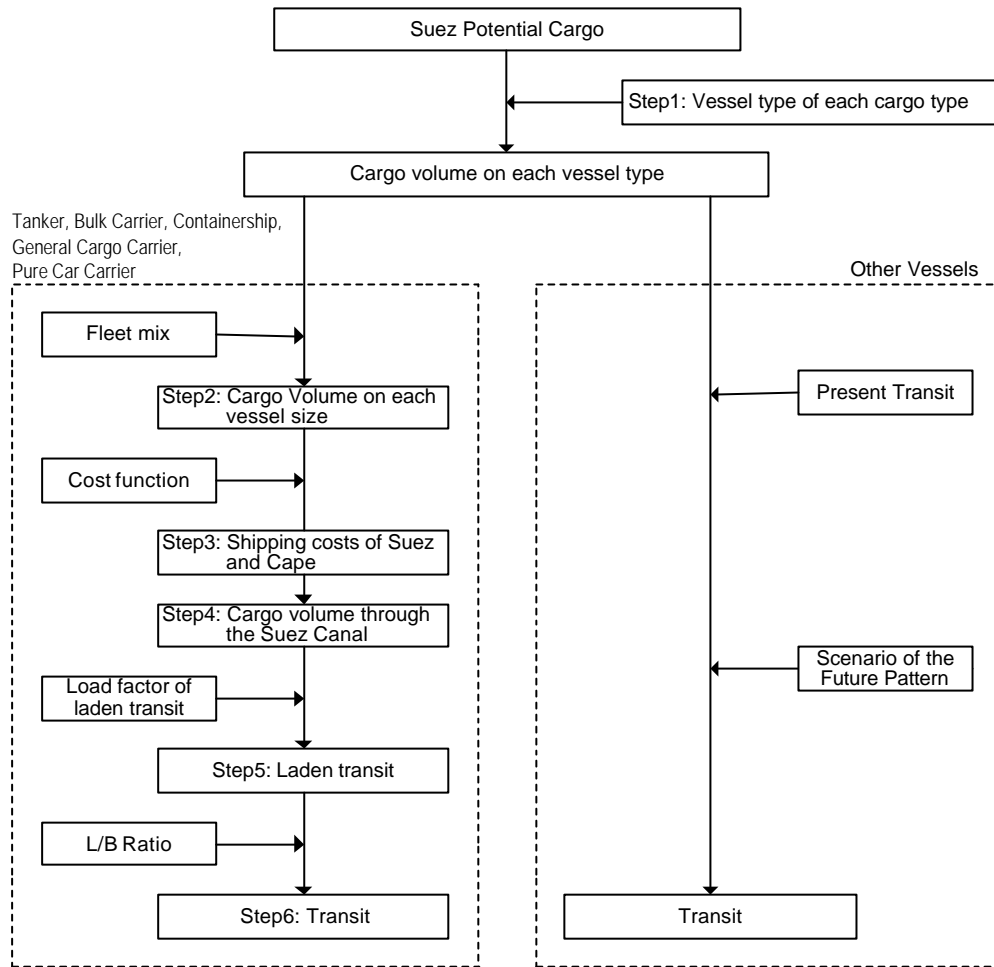 Suez Potential Cargo
Step1: Vessel type of each cargo type
Cargo volume on each vessel type
Tanker, Bulk Carrier, Containership,
General Cargo Carrier,
Pure Car Carrier
Other Vessels
Fleet mix
Step2: Cargo Volume on each
vessel size
Present Transit
Cost function
Step3: Shipping costs of Suez
and Cape
Step4: Cargo volume through
the Suez Canal
Scenario of the
Future Pattern
Load factor of
laden transit
Step5: Laden transit
L/B Ratio
Step6: Transit
Transit